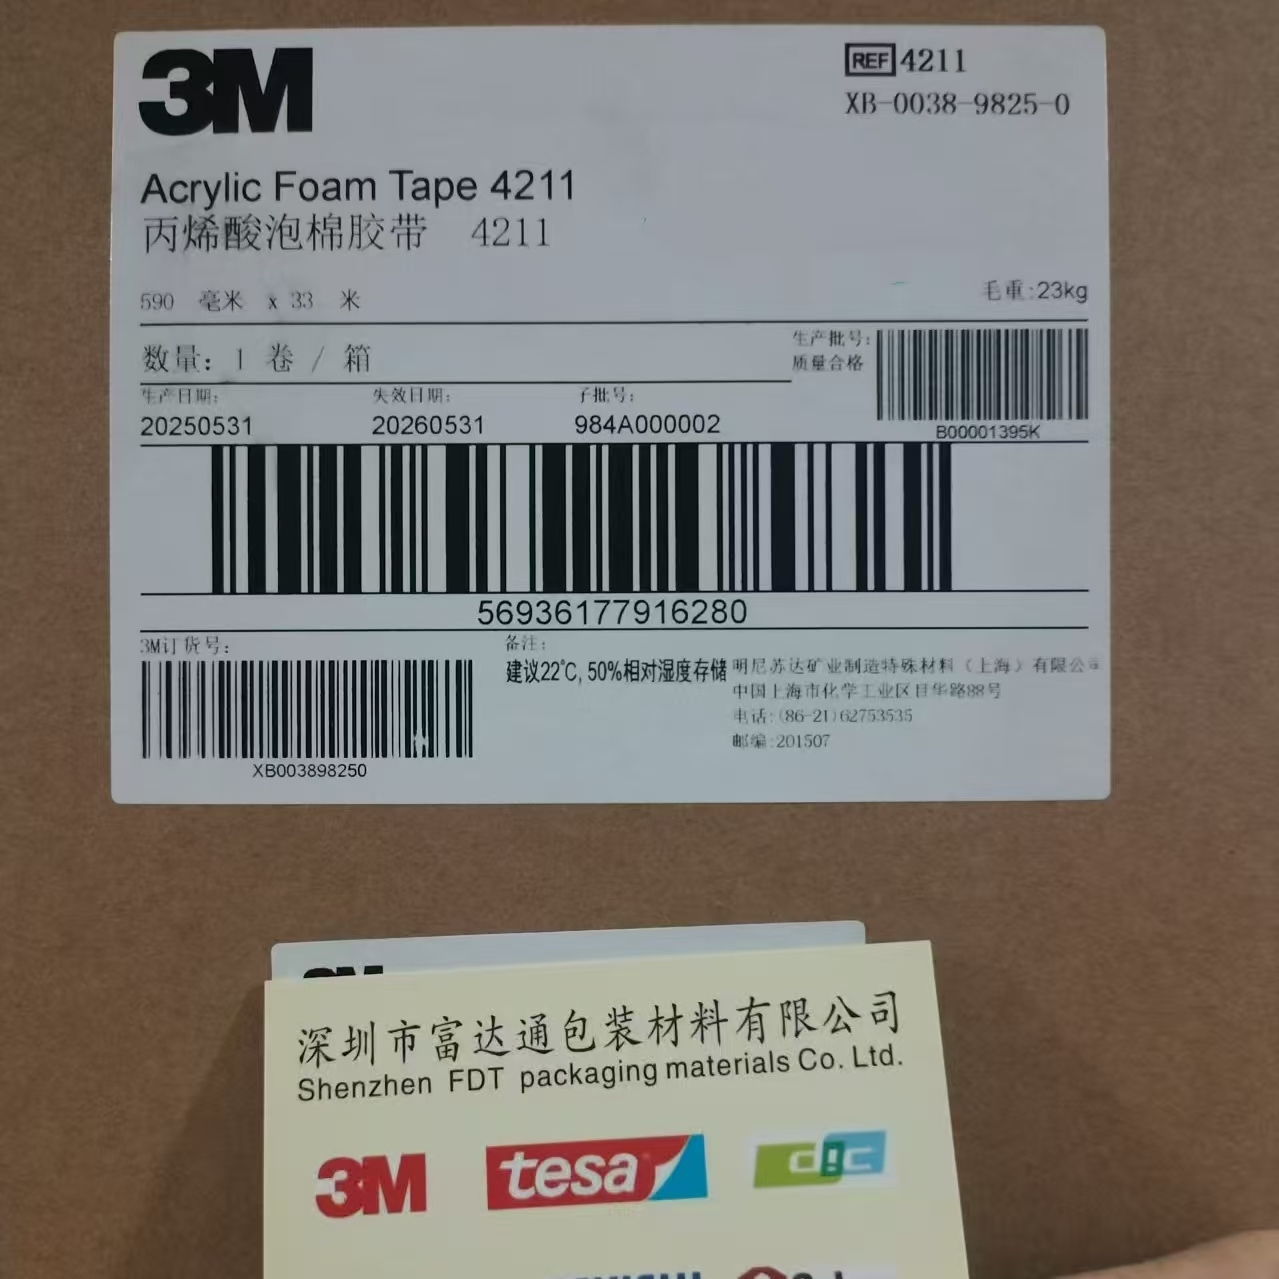 3M
REF 4211
XB-0038-9825-0
Acrylic Foam Tape 4211
丙烯酸泡棉胶带 4211
590 毫米 x 33 米
毛重:23kg
数量: 1 卷 / 箱
生产批号:
质量合格
B00001395K
生产日期: 失效日期: 子批号:
20250531 20260531 984A000002
56936177916280
3M订货号:
XB003898250
备注:
建议22℃, 50%相对湿度存储
明尼苏达矿业制造特殊材料（上海）有限公司
中国上海市化学工业区目华路88号
电话:(86-21)62753535
邮编:201507
3M
深圳市富达通包装材料有限公司
Shenzhen FDT packaging materials Co. Ltd.
3M tesa dic